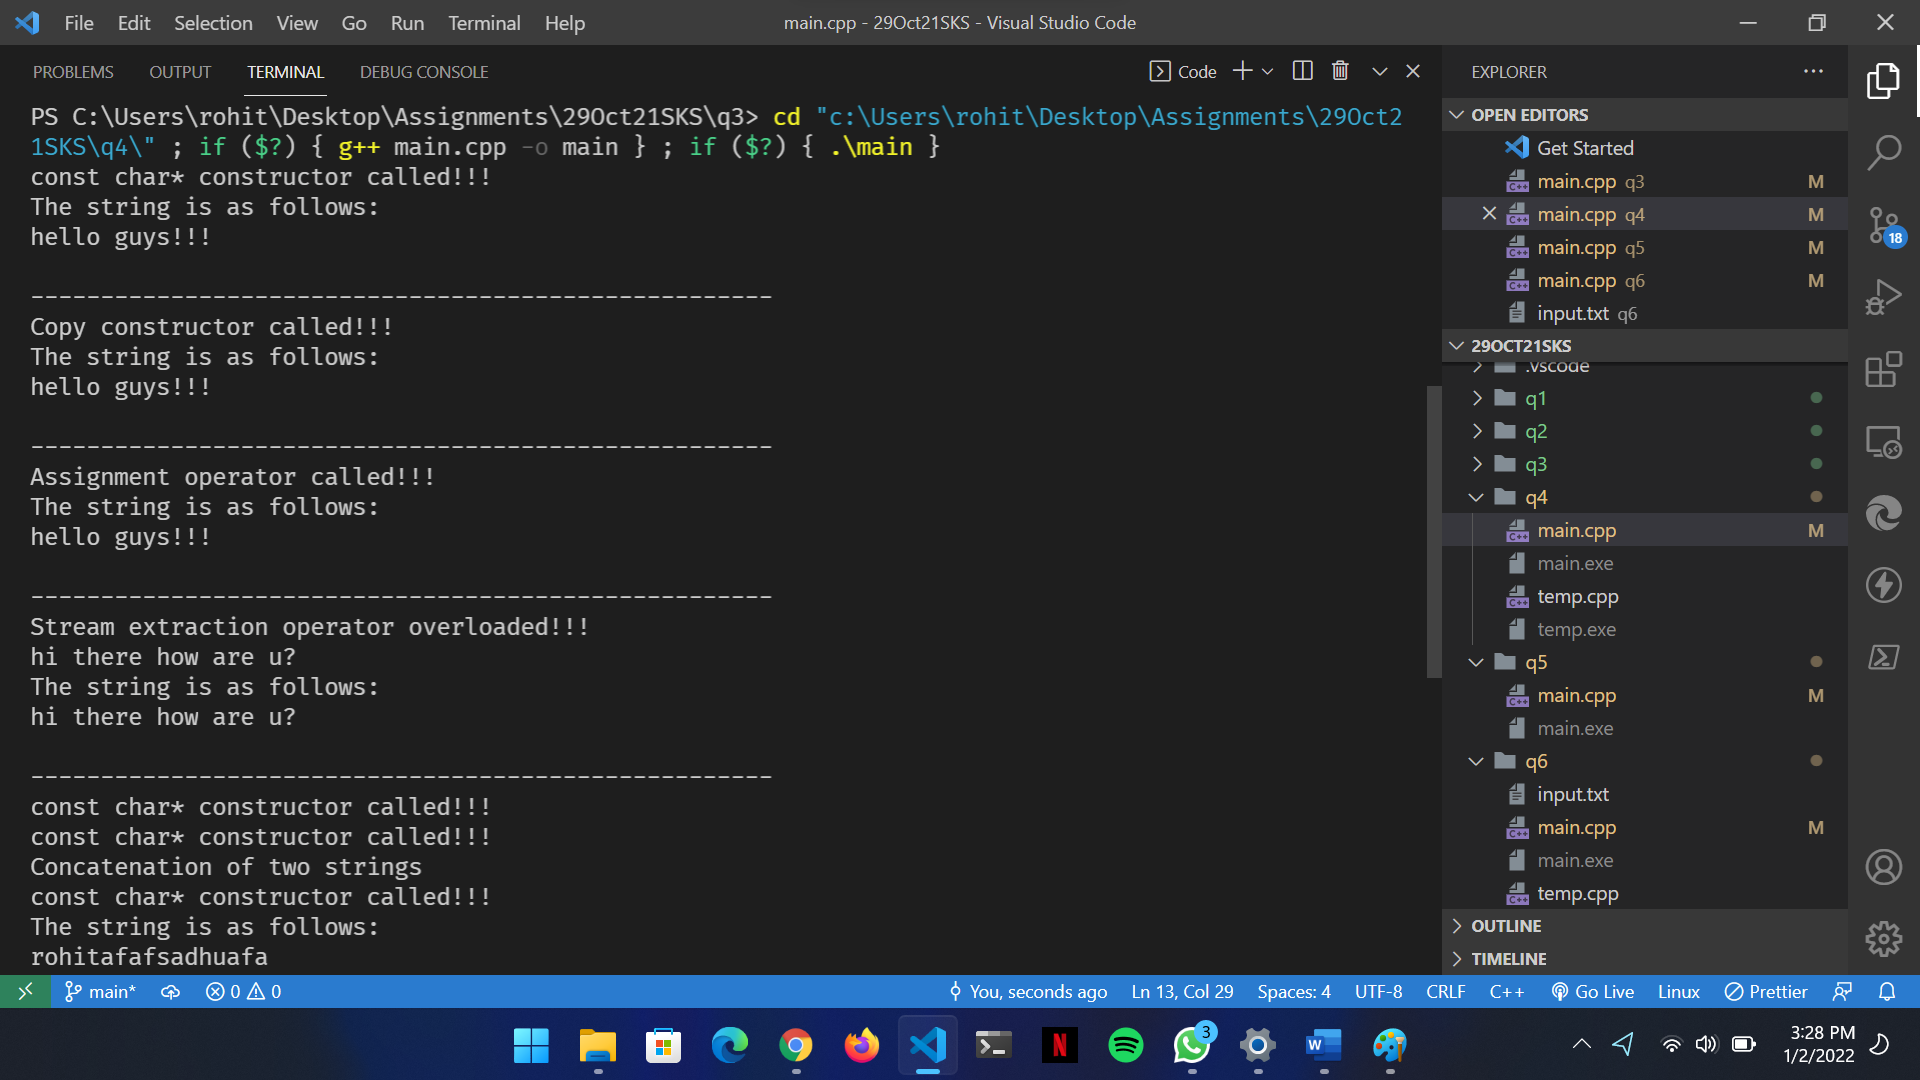 File Edit Selection View Go Run Terminal Help
main.cpp - 29Oct21SKS - Visual Studio Code
PROBLEMS OUTPUT TERMINAL DEBUG CONSOLE
Code
PS C:\Users\rohit\Desktop\Assignments\29Oct21SKS\q3> cd "c:\Users\rohit\Desktop\Assignments\29Oct2
1SKS\q4\" ; if ($?) { g++ main.cpp -o main } ; if ($?) { .\main }
const char* constructor called!!!
The string is as follows:
hello guys!!!
-----------------------------------------------------
Copy constructor called!!!
The string is as follows:
hello guys!!!
-----------------------------------------------------
Assignment operator called!!!
The string is as follows:
hello guys!!!
-----------------------------------------------------
Stream extraction operator overloaded!!!
hi there how are u?
The string is as follows:
hi there how are u?
-----------------------------------------------------
const char* constructor called!!!
const char* constructor called!!!
Concatenation of two strings
const char* constructor called!!!
The string is as follows:
rohitafafsadhuafa
EXPLORER
OPEN EDITORS
Get Started
main.cpp q3 M
main.cpp q4 M
main.cpp q5 M
main.cpp q6 M
input.txt q6
29OCT21SKS
.vscode
q1
q2
q3
q4
main.cpp M
main.exe
temp.cpp
temp.exe
q5
main.cpp M
main.exe
q6
input.txt
main.cpp M
main.exe
temp.cpp
OUTLINE
TIMELINE
18
main* 0 0
You, seconds ago Ln 13, Col 29 Spaces: 4 UTF-8 CRLF C++ Go Live Linux Prettier
3
3:28 PM
1/2/2022